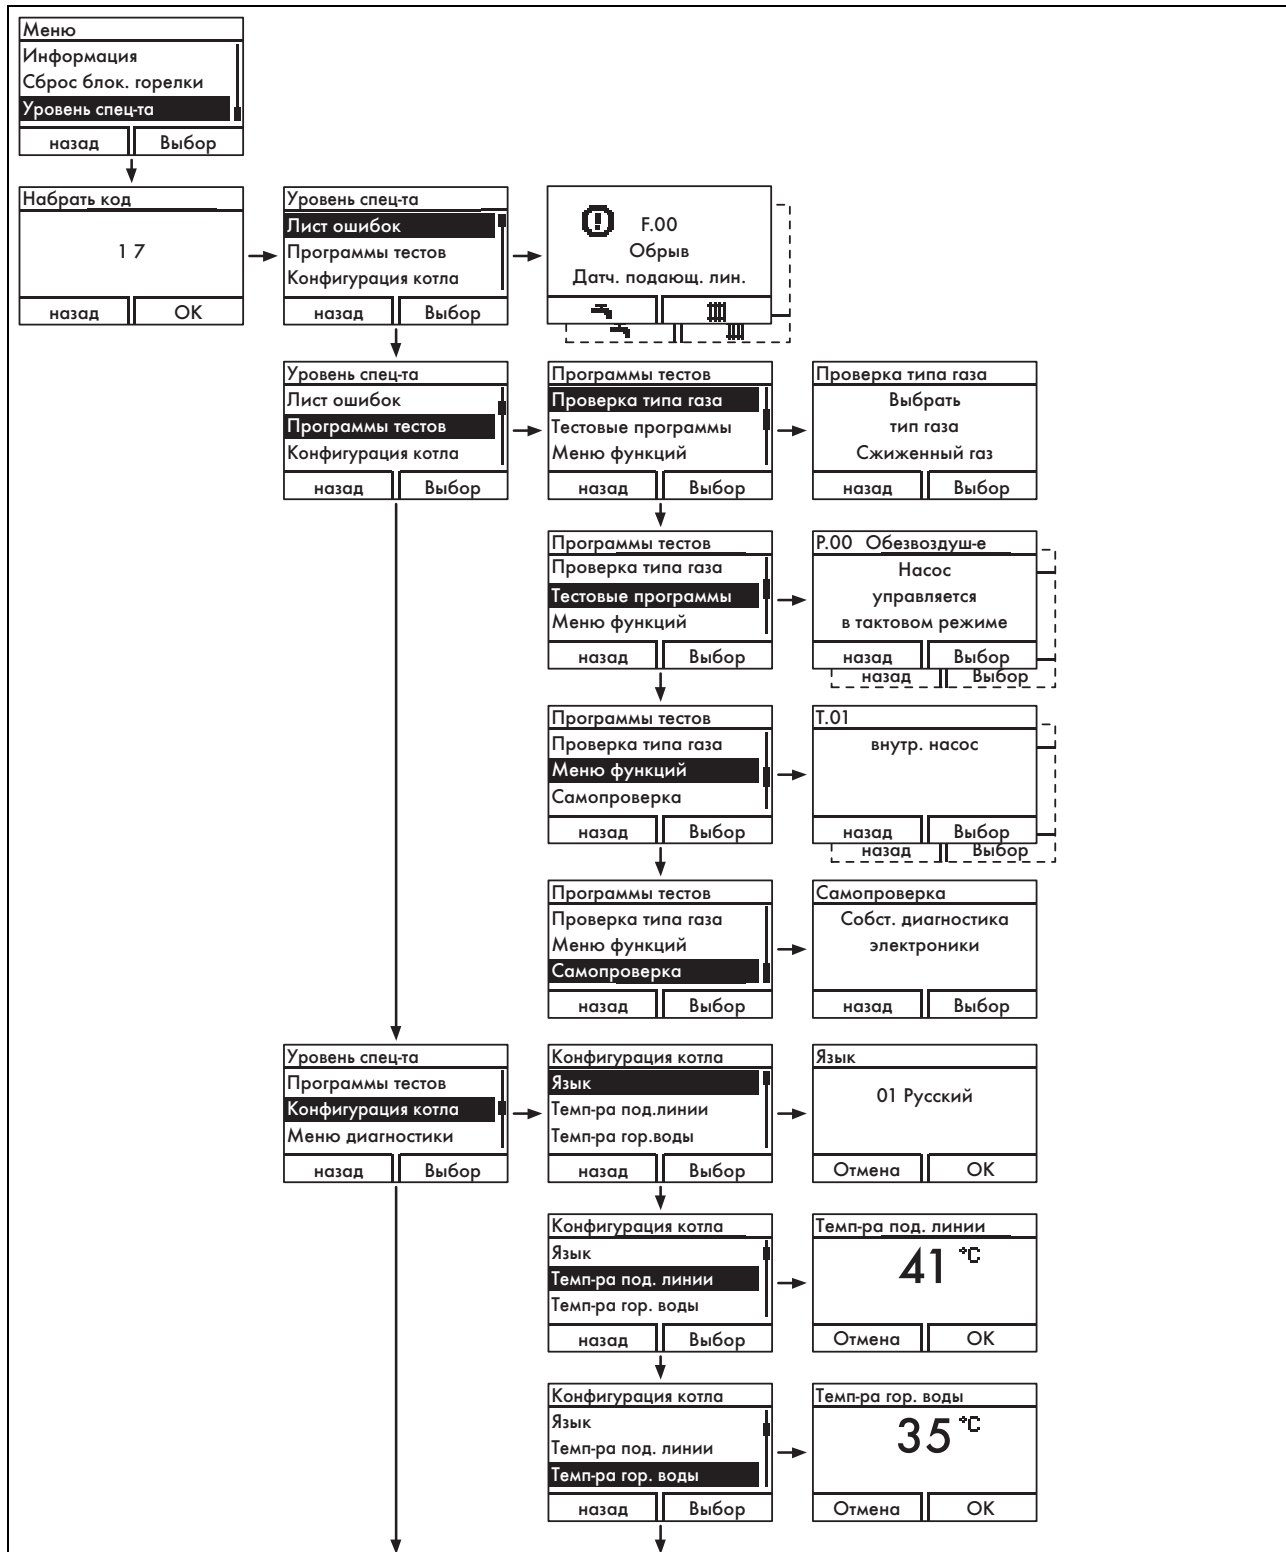 Меню
Информация
Сброс блок. горелки
Уровень спец-та
назад Выбор
Набрать код
1 7
назад OK
Уровень спец-та
Лист ошибок
Программы тестов
Конфигурация котла
назад Выбор
F.00
Обрыв
Датч. подающ. лин.
Уровень спец-та
Лист ошибок
Программы тестов
Конфигурация котла
назад Выбор
Программы тестов
Проверка типа газа
Тестовые программы
Меню функций
назад Выбор
Проверка типа газа
Выбрать
тип газа
Сжиженный газ
назад Выбор
Программы тестов
Проверка типа газа
Тестовые программы
Меню функций
назад Выбор
P.00 Обезвоздуш-е
Насос
управляется
в тактовом режиме
назад Выбор
назад Выбор
Программы тестов
Проверка типа газа
Меню функций
Самопроверка
назад Выбор
T.01
внутр. насос
назад Выбор
назад Выбор
Программы тестов
Проверка типа газа
Меню функций
Самопроверка
назад Выбор
Самопроверка
Собст. диагностика
электроники
назад Выбор
Уровень спец-та
Программы тестов
Конфигурация котла
Меню диагностики
назад Выбор
Конфигурация котла
Язык
Темп-ра под.линии
Темп-ра гор.воды
назад Выбор
Язык
01 Русский
Отмена OK
Конфигурация котла
Язык
Темп-ра под. линии
Темп-ра гор. воды
назад Выбор
Темп-ра под. линии
41 °C
Отмена OK
Конфигурация котла
Язык
Темп-ра под. линии
Темп-ра гор. воды
назад Выбор
Темп-ра гор. воды
35 °C
Отмена OK